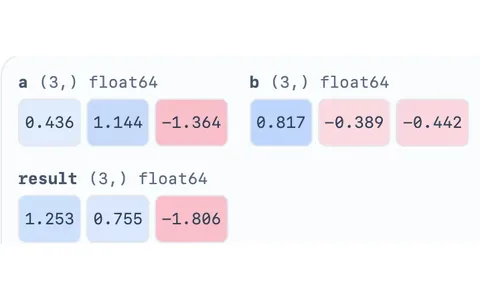 a (3,) float64 b (3,) float64
0.436 1.144 −1.364 0.817 −0.389 −0.442
result (3,) float64
1.253 0.755 −1.806